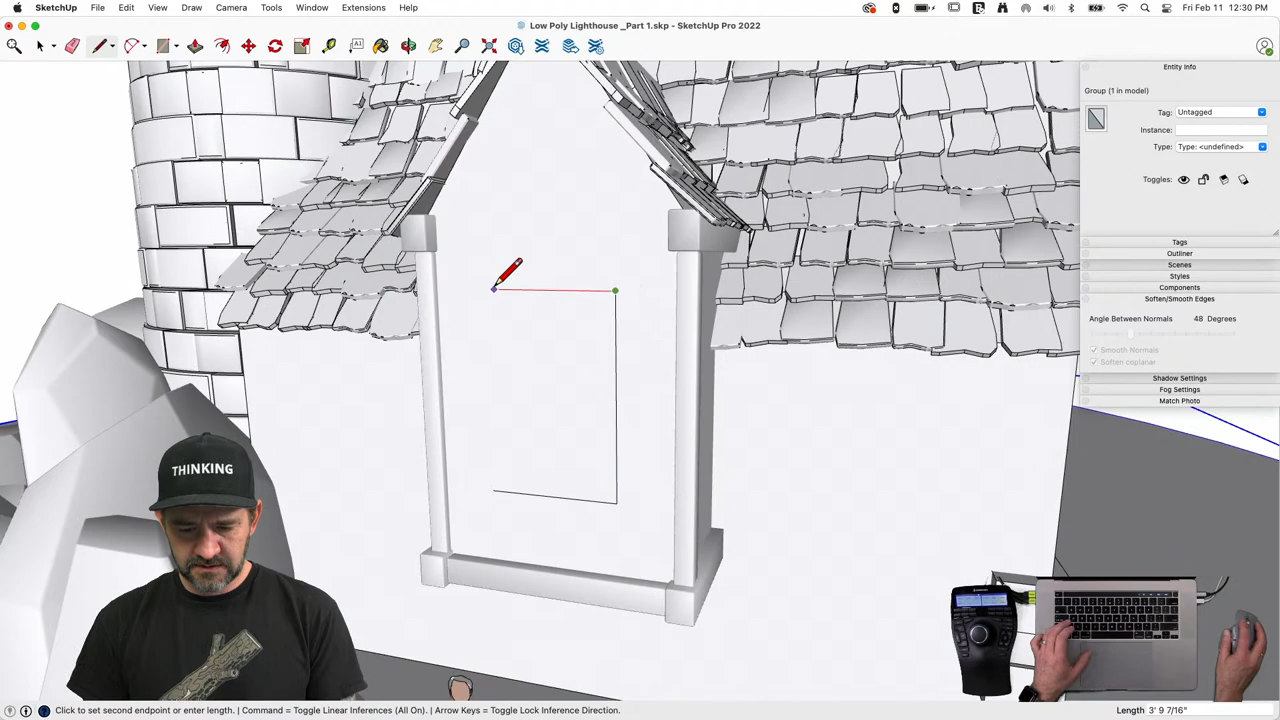 SketchUp File Edit View Draw Camera Tools Window Extensions Help
Fri Feb 11 12:30 PM
Low Poly Lighthouse _Part 1.skp - SketchUp Pro 2022
Entity Info
Group (1 in model)
Tag: Untagged
Instance:
Type: Type: <undefined>
Toggles:
Tags
Outliner
Scenes
Styles
Components
Soften/Smooth Edges
Angle Between Normals 48 Degrees
Smooth Normals
Soften coplanar
Shadow Settings
Fog Settings
Match Photo
THINKING
Click to set second endpoint or enter length. | Command = Toggle Linear Inferences (All On). | Arrow Keys = Toggle Lock Inference Direction.
Length 3' 9 7/16"